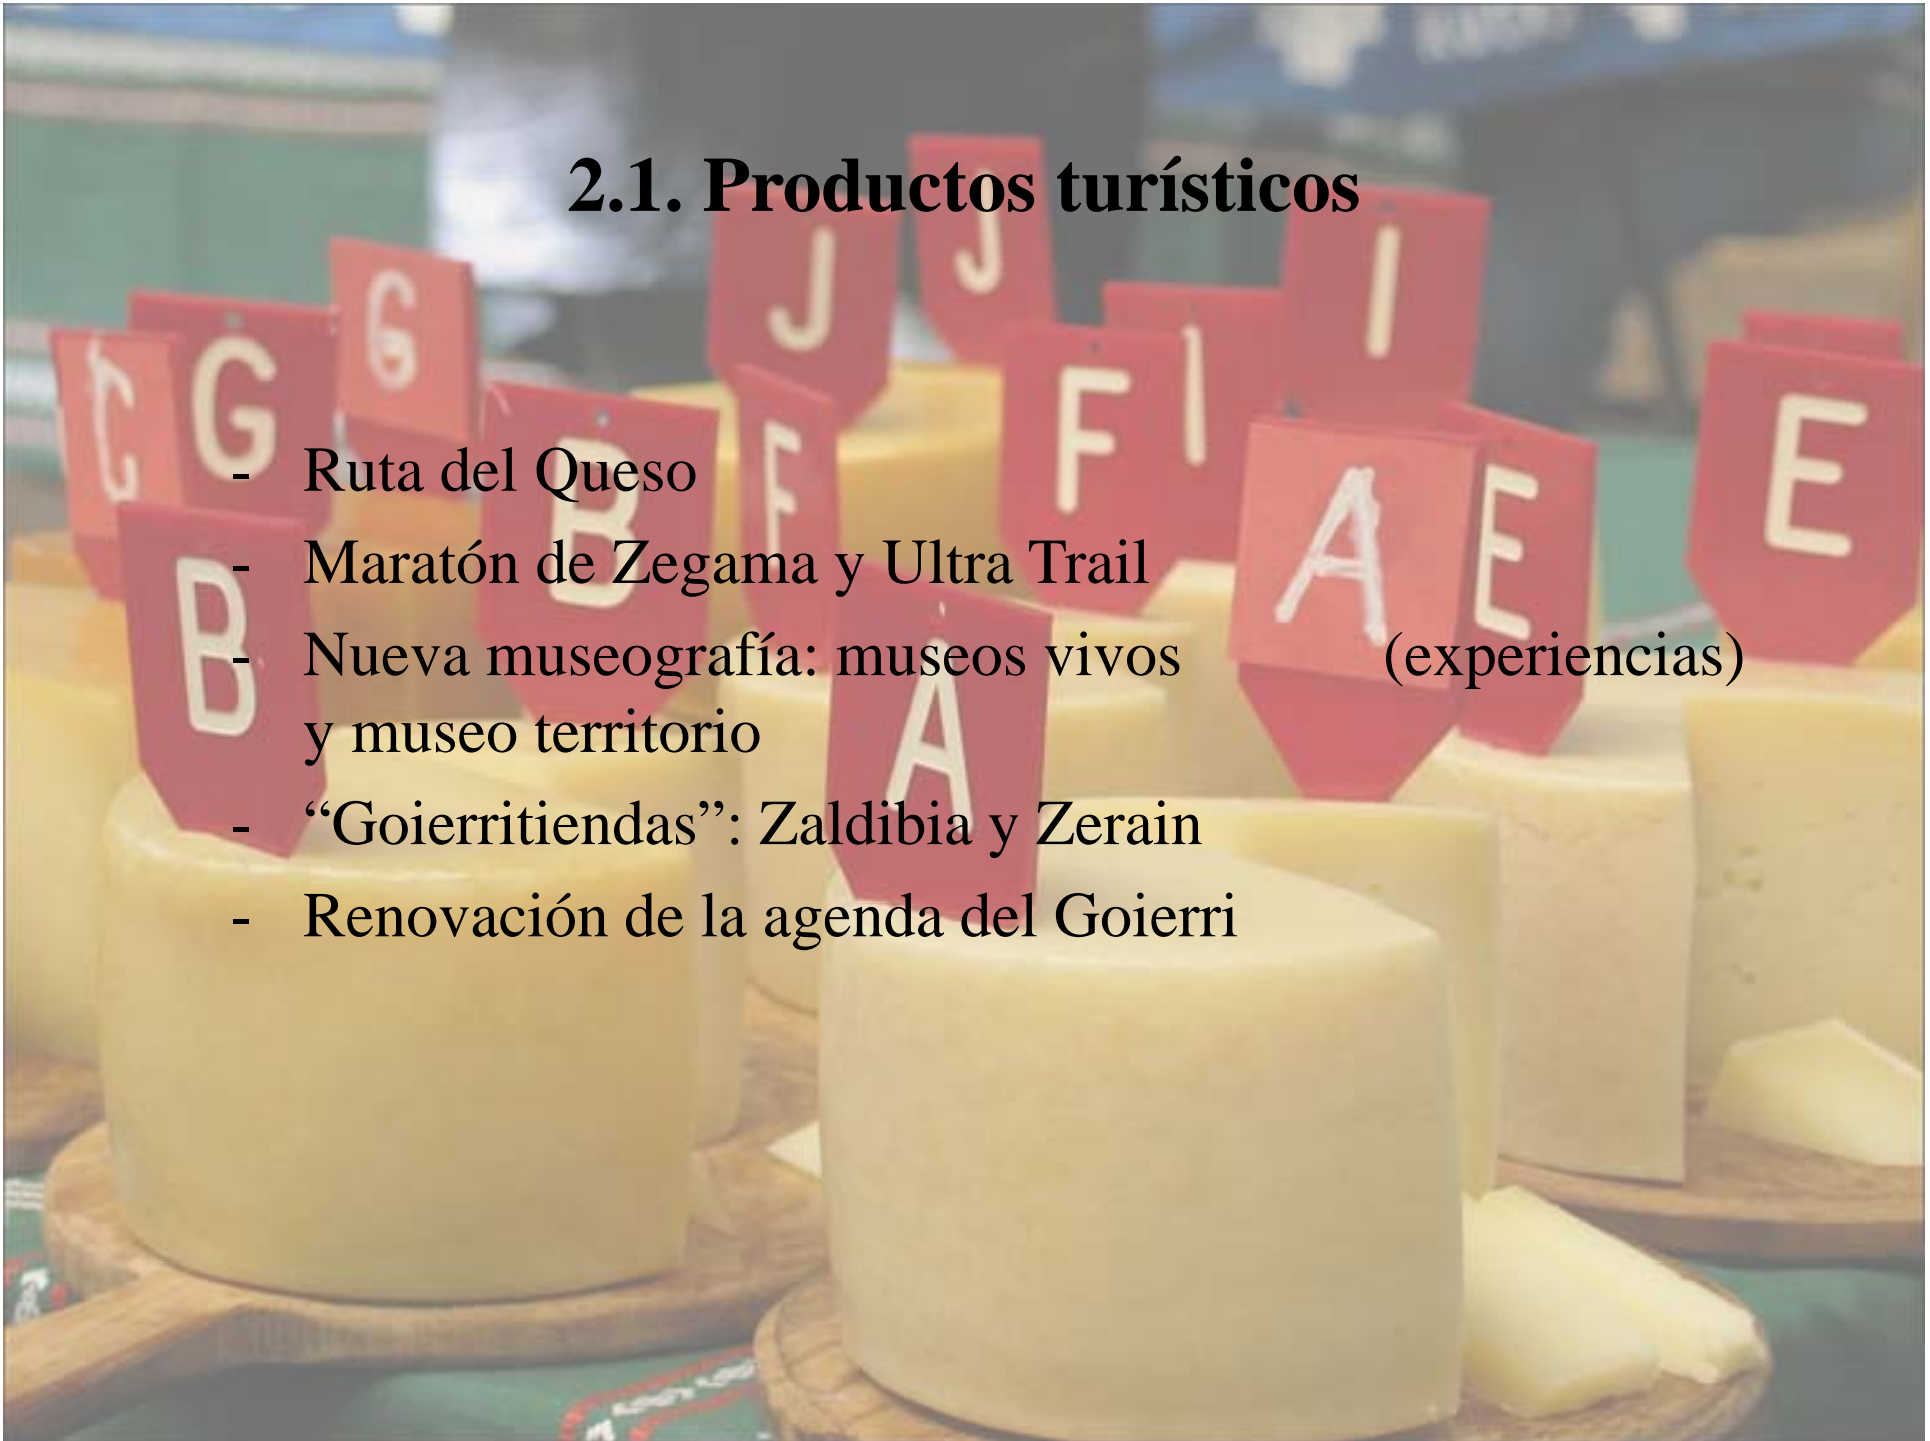 2.1. Productos turísticos
J
J
I
G
G
G
I
F
E
B
F
A
E
B
A
- Ruta del Queso
- Maratón de Zegama y Ultra Trail
- Nueva museografía: museos vivos (experiencias)
y museo territorio
- “Goierritiendas”: Zaldibia y Zerain
- Renovación de la agenda del Goierri